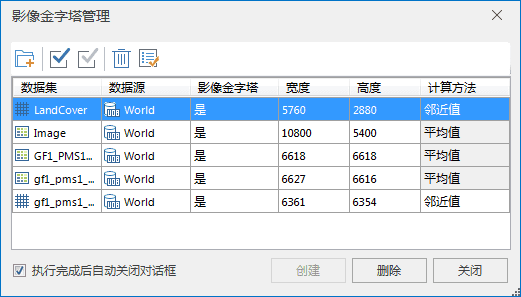 影像金字塔管理
数据集 数据源 影像金字塔 宽度 高度 计算方法
LandCover World 是 5760 2880 邻近值
Image World 是 10800 5400 平均值
GF1_PMS1... World 是 6618 6618 平均值
gf1_pms1_... World 是 6627 6616 平均值
gf1_pms1_... World 是 6361 6354 邻近值
执行完成后自动关闭对话框 创建 删除 关闭